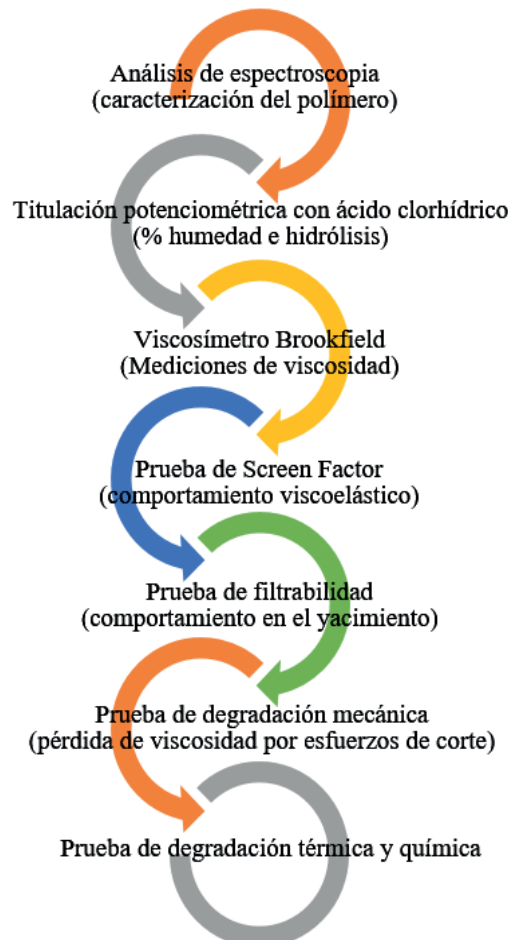 Análisis de espectroscopia
(caracterización del polímero)
Titulación potenciométrica con ácido clorhídrico
(% humedad e hidrólisis)
Viscosímetro Brookfield
(Mediciones de viscosidad)
Prueba de Screen Factor
(comportamiento viscoelástico)
Prueba de filtrabilidad
(comportamiento en el yacimiento)
Prueba de degradación mecánica
(pérdida de viscosidad por esfuerzos de corte)
Prueba de degradación térmica y química